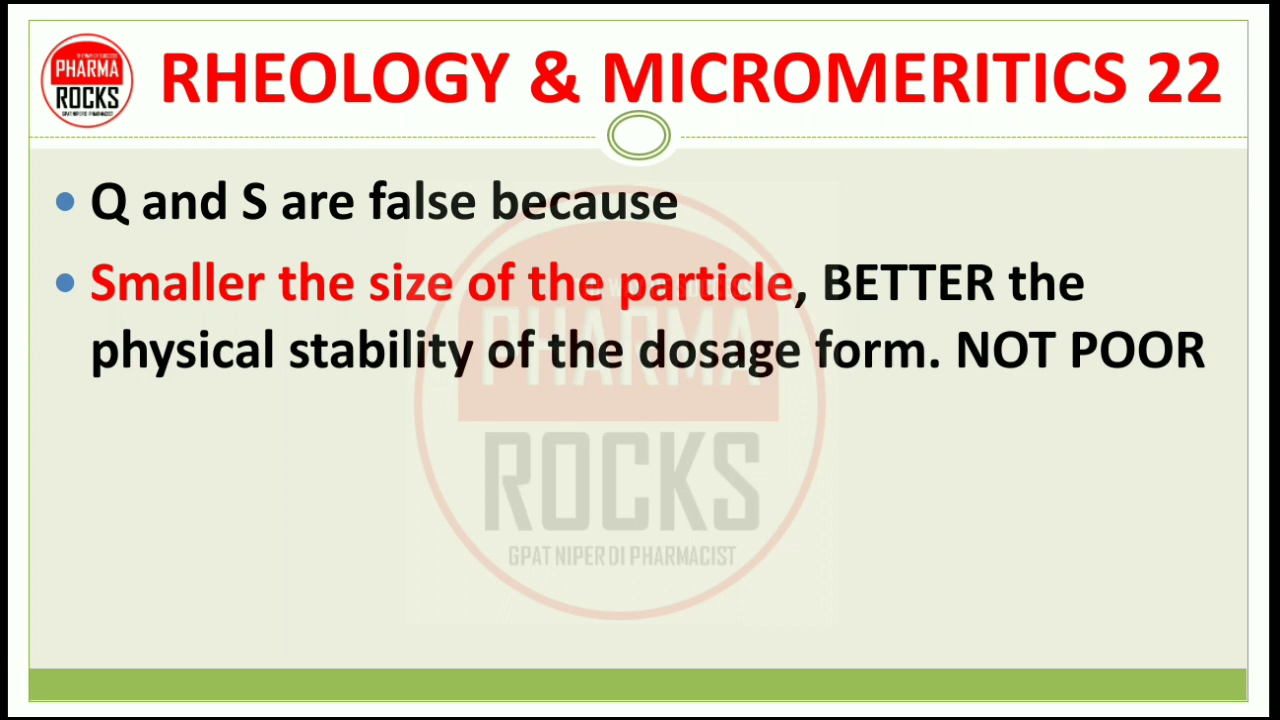 PHARMA
ROCKS
GPAT NIPER DI PHARMACIST
RHEOLOGY & MICROMERITICS 22
• Q and S are false because
• Smaller the size of the particle, BETTER the
physical stability of the dosage form. NOT POOR
PHARMA
ROCKS
GPAT NIPER DI PHARMACIST